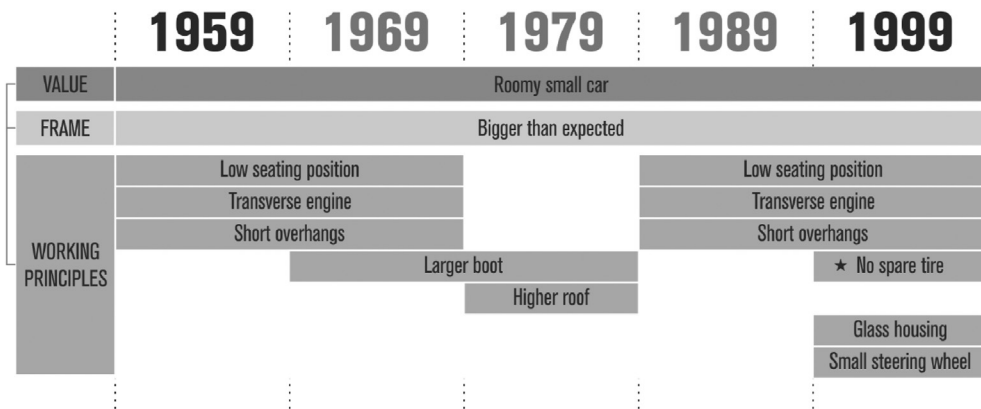 1959 1969 1979 1989 1999
VALUE Roomy small car
FRAME Bigger than expected
WORKING
PRINCIPLES
Low seating position Low seating position
Transverse engine Transverse engine
Short overhangs Short overhangs
Larger boot ★ No spare tire
Higher roof
Glass housing
Small steering wheel